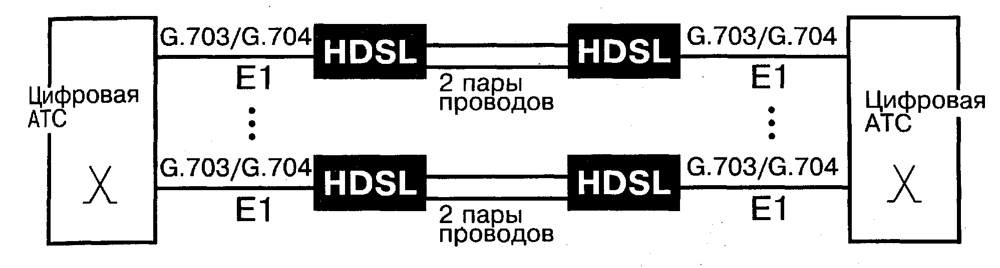 G.703/G.704 HDSL HDSL G.703/G.704
E1 E1
2 пары
проводов
Цифровая
АТС
Цифровая
АТС
G.703/G.704 HDSL HDSL G.703/G.704
E1 E1
2 пары
проводов